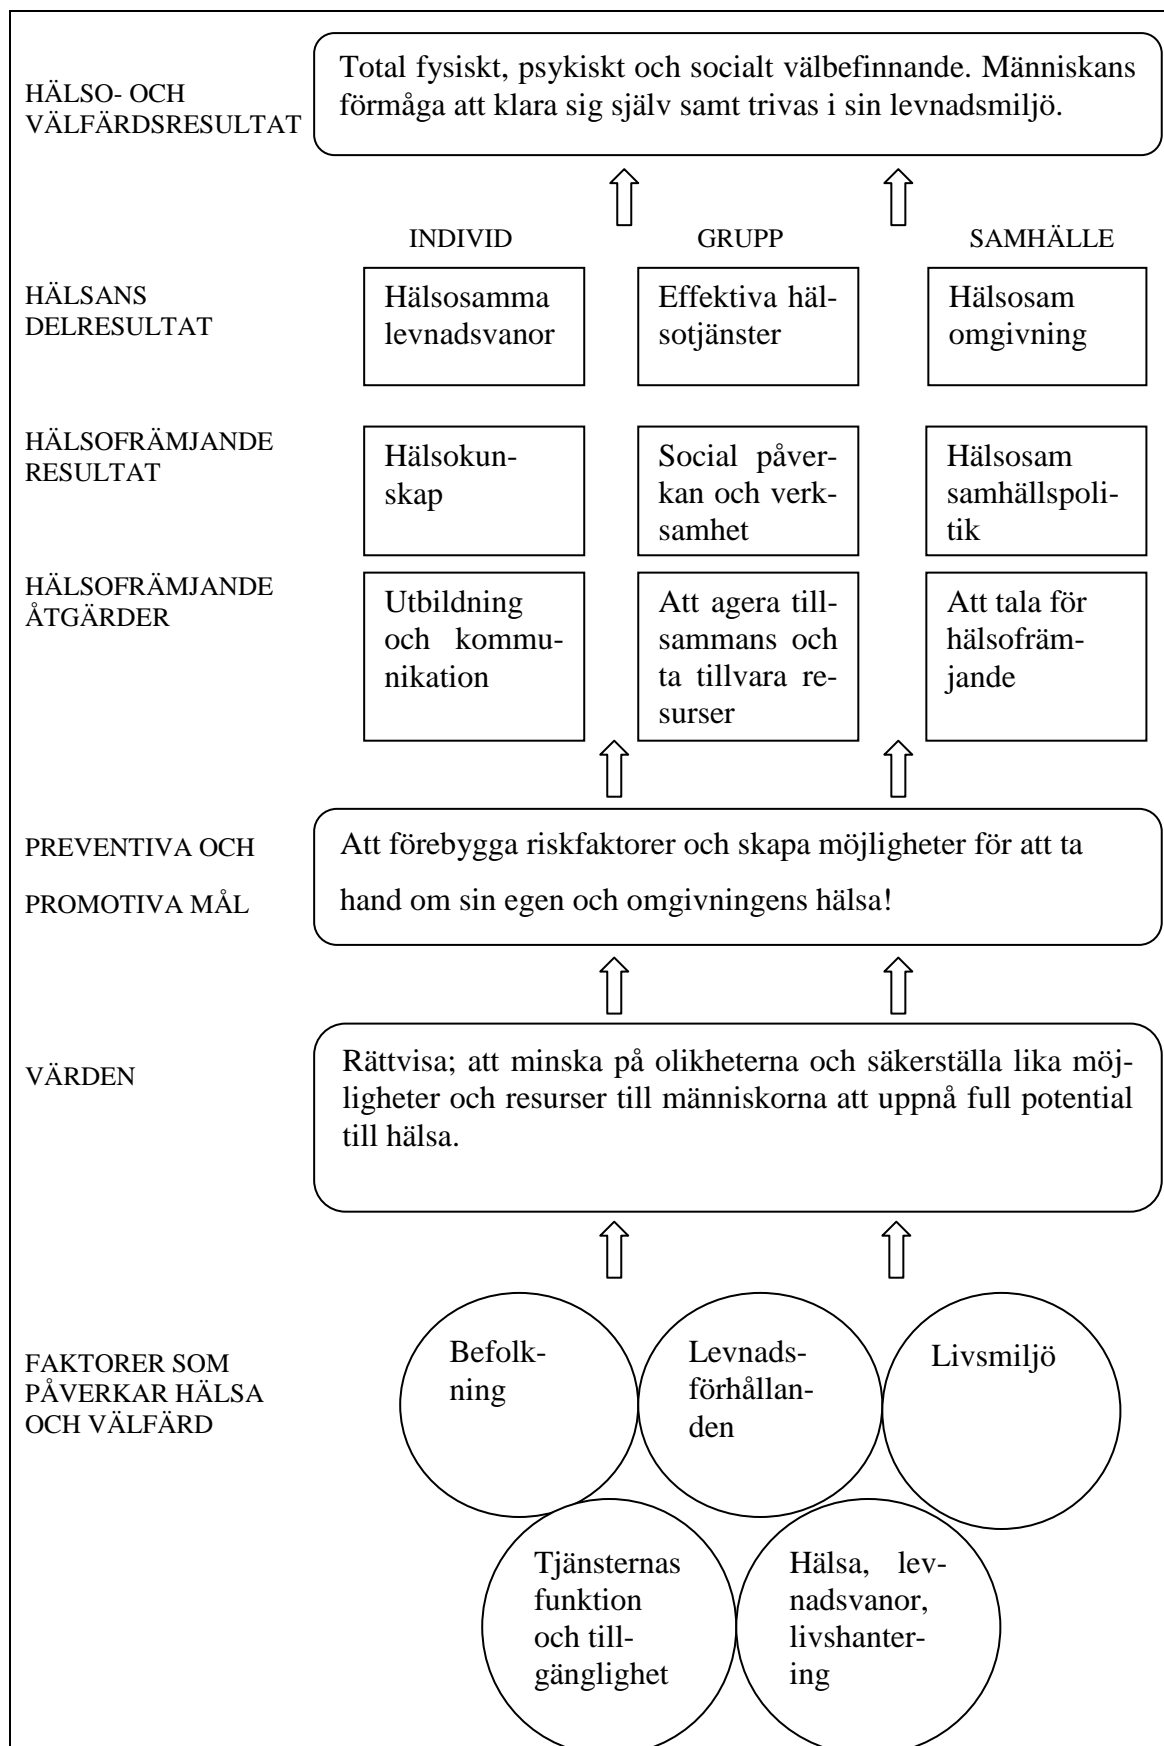 HÄLSO- OCH
VÄLFÄRDSRESULTAT
Total fysiskt, psykiskt och socialt välbefinnande. Människans
förmåga att klara sig själv samt trivas i sin levnadsmiljö.
INDIVID
GRUPP
SAMHÄLLE
HÄLSANS
DELRESULTAT
Hälsosamma
levnadsvanor
Effektiva häl-
sotjänster
Hälsosam
omgivning
HÄLSOFRÄMJANDE
RESULTAT
Hälsokun-
skap
Social påver-
kan och verk-
samhet
Hälsosam
samhällspoli-
tik
HÄLSOFRÄMJANDE
ÅTGÄRDER
Utbildning
och kommu-
nikation
Att agera till-
sammans och
ta tillvara re-
surser
Att tala för
hälsofräm-
jande
PREVENTIVA OCH
PROMOTIVA MÅL
Att förebygga riskfaktorer och skapa möjligheter för att ta
hand om sin egen och omgivningens hälsa!
VÄRDEN
Rättvisa; att minska på olikheterna och säkerställa lika möj-
ligheter och resurser till människorna att uppnå full potential
till hälsa.
FAKTORER SOM
PÅVERKAR HÄLSA
OCH VÄLFÄRD
Befolk-
ning
Levnads-
förhållan-
den
Livsmiljö
Tjänsternas
funktion
och till-
gänglighet
Hälsa, lev-
nadsvanor,
livshanter-
ing